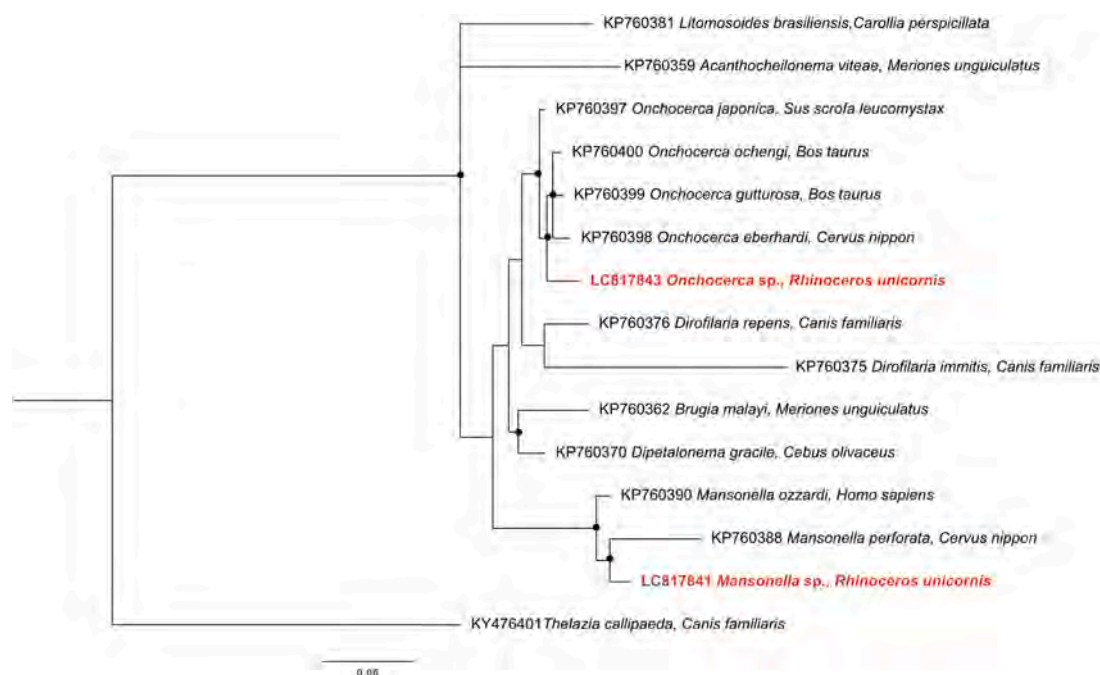 KP760381 Litomosoides brasiliensis,Carollia perspicillata
KP760359 Acanthocheilonema viteae, Meriones unguiculatus
KP760397 Onchocerca japonica, Sus scrofa leucomystax
KP760400 Onchocerca ochengi, Bos taurus
KP760399 Onchocerca gutturosa, Bos taurus
KP760398 Onchocerca eberhardi, Cervus nippon
LC817843 Onchocerca sp., Rhinoceros unicornis
KP760376 Dirofilaria repens, Canis familiaris
KP760375 Dirofilaria immitis, Canis familiaris
KP760362 Brugia malayi, Meriones unguiculatus
KP760370 Dipetalonema gracile, Cebus olivaceus
KP760390 Mansonella ozzardi, Homo sapiens
KP760388 Mansonella perforata, Cervus nippon
LC817841 Mansonella sp., Rhinoceros unicornis
KY476401Thelazia callipaeda, Canis familiaris